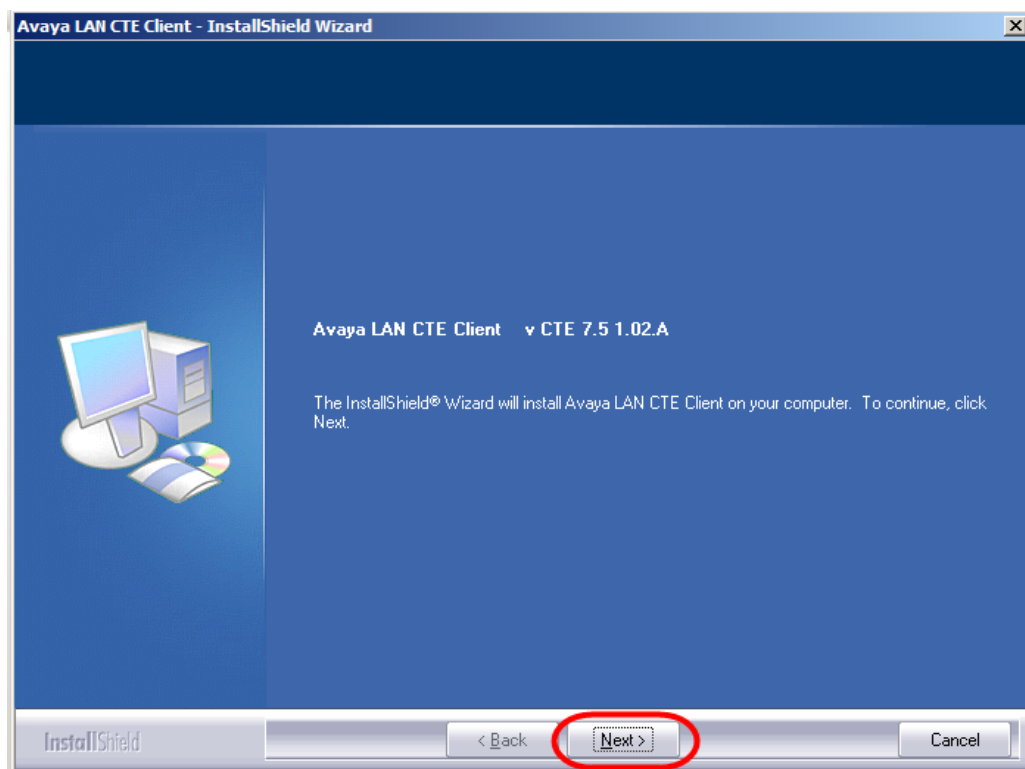 Avaya LAN CTE Client - InstallShield Wizard
Avaya LAN CTE Client v CTE 7.5 1.02.A
The InstallShield® Wizard will install Avaya LAN CTE Client on your computer. To continue, click
Next.
InstallShield
< Back
Next >
Cancel